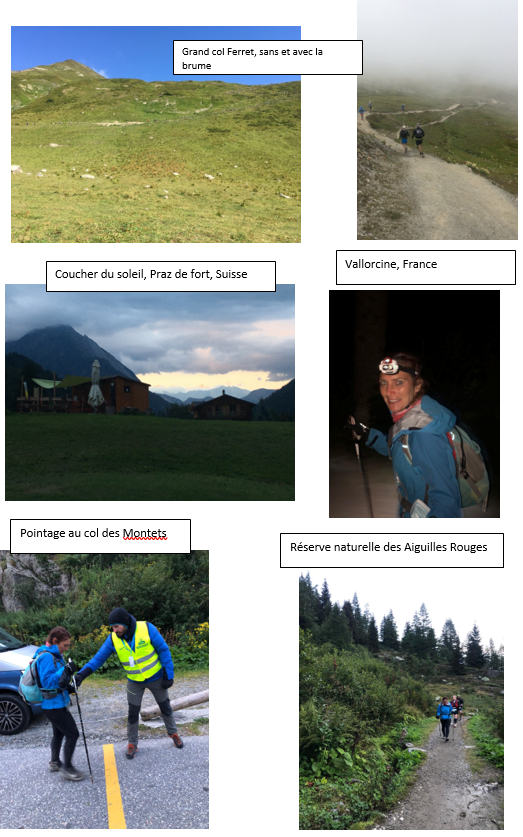 Grand col Ferret, sans et avec la
brume
Vallorcine, France
Coucher du soleil, Praz de fort, Suisse
Pointage au col des Montets
Réserve naturelle des Aiguilles Rouges